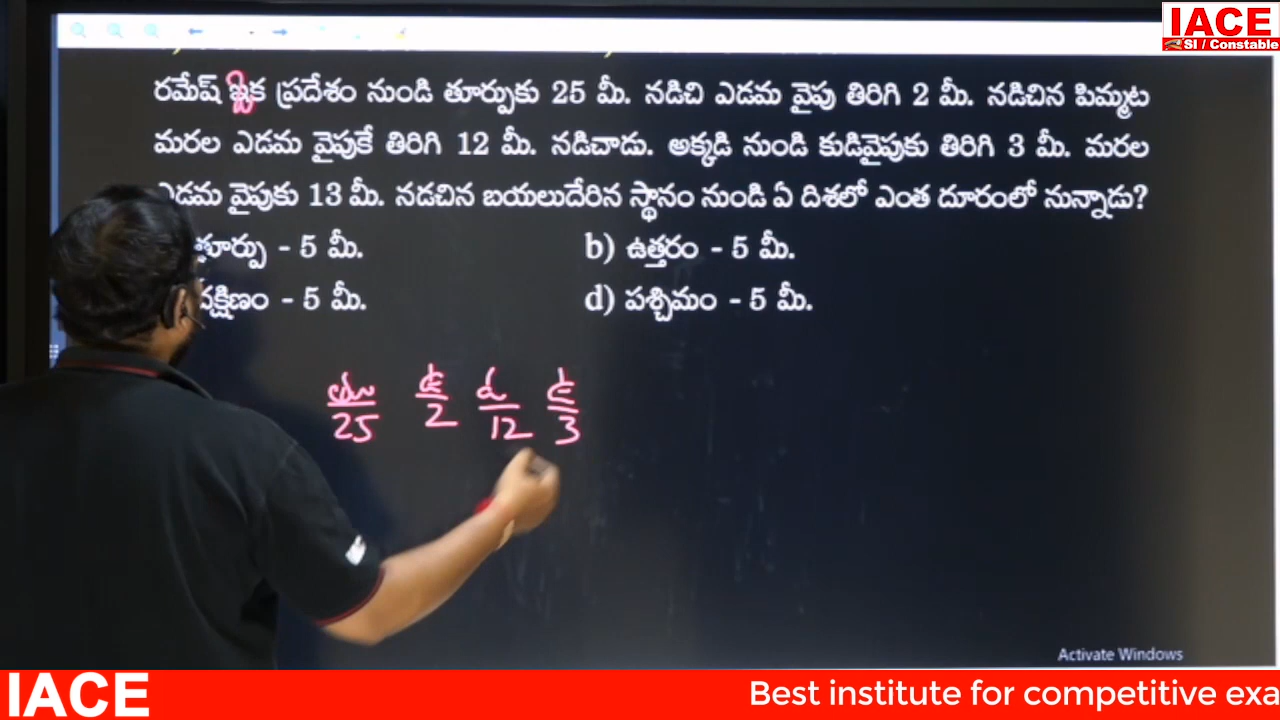 IACE
SI / Constable
రమేష్ ఒక ప్రదేశం నుండి తూర్పుకు 25 మీ. నడిచి ఎడమ వైపు తిరిగి 2 మీ. నడిచిన పిమ్మట
మరల ఎడమ వైపుకే తిరిగి 12 మీ. నడిచాడు. అక్కడి నుండి కుడివైపుకు తిరిగి 3 మీ. మరల
ఎడమ వైపుకు 13 మీ. నడచిన బయలుదేరిన స్థానం నుండి ఏ దిశలో ఎంత దూరంలో నున్నాడు?
తూర్పు - 5 మీ. b) ఉత్తరం - 5 మీ.
దక్షిణం - 5 మీ. d) పశ్చిమం - 5 మీ.
25 2 12 3
Activate Windows
IACE Best institute for competitive exa